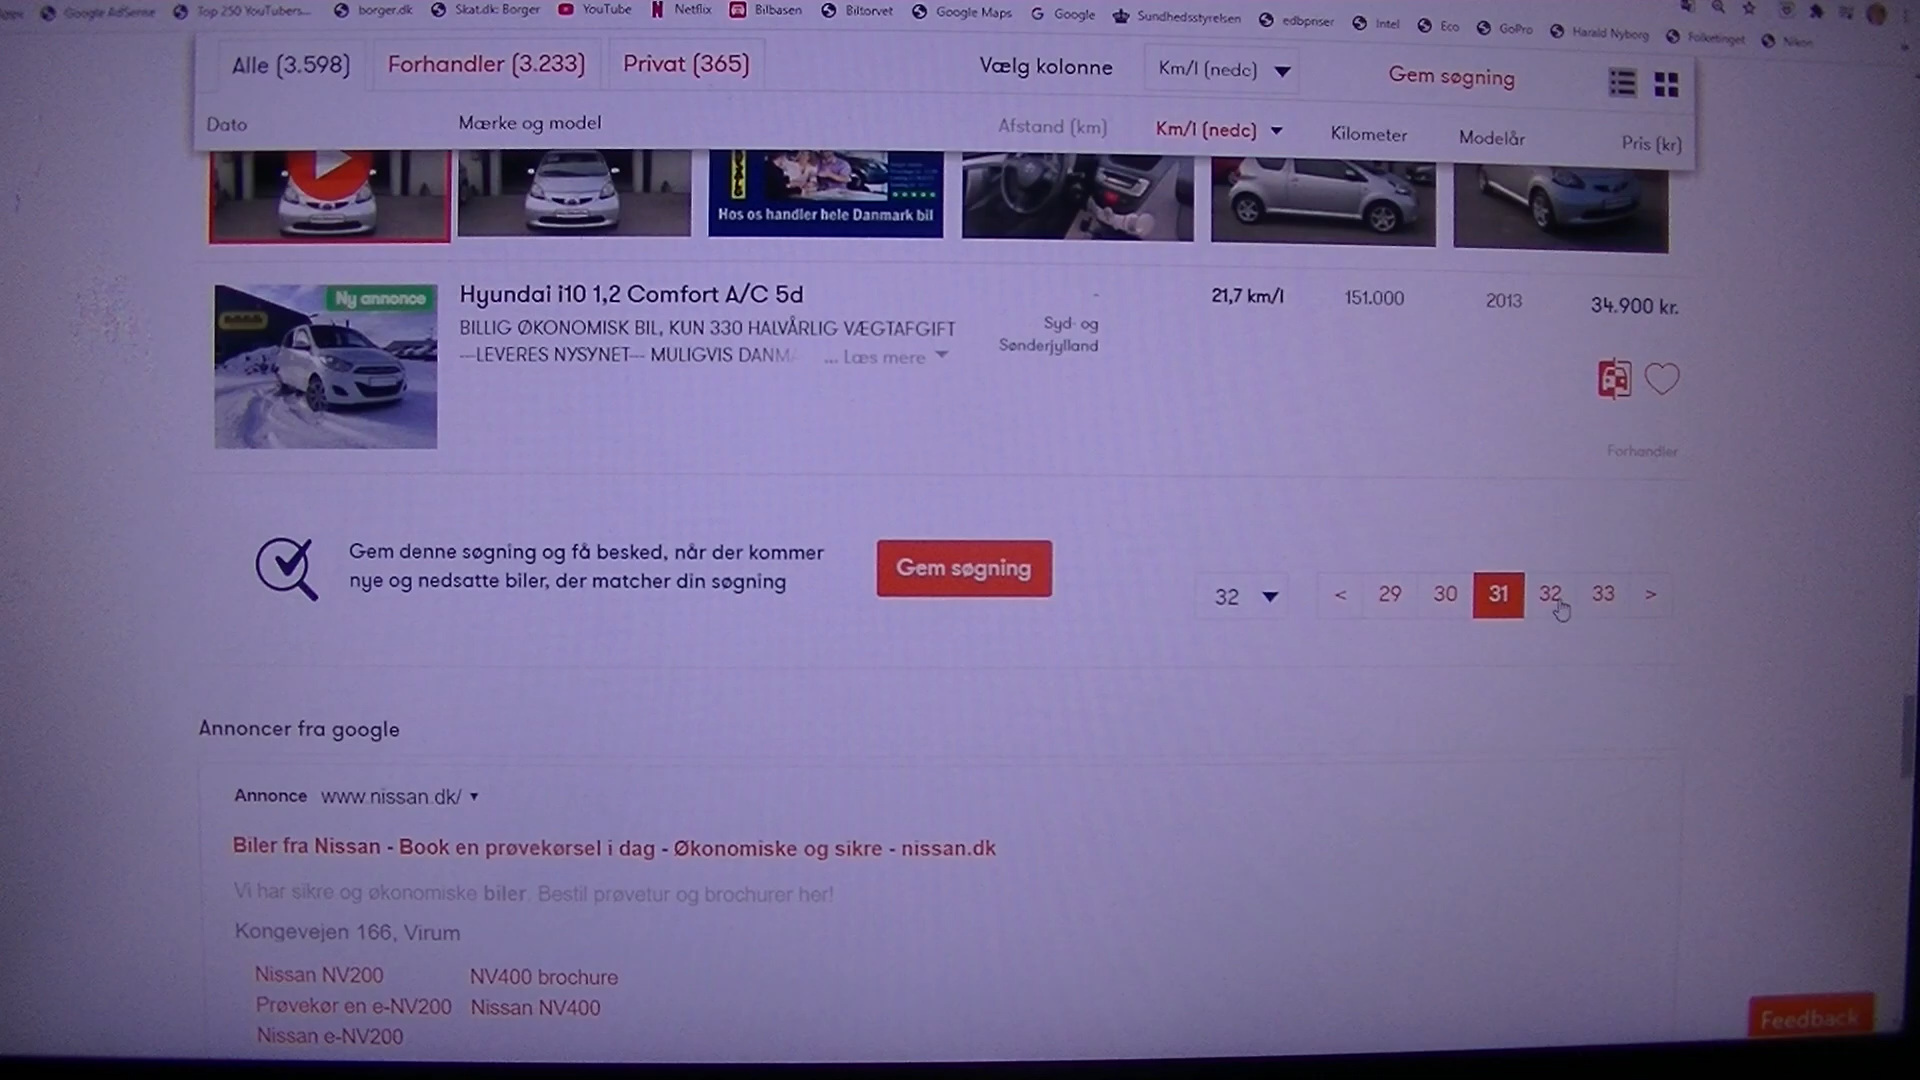 Google AdSense Top 250 YouTubers... borger.dk Skat.dk: Borger YouTube Netflix Bilbasen Biltorvet Google Maps Google Sundhedsstyrelsen edbpriser Intel Eco GoPro Harald Nyborg Folketinget Nikon
Alle (3.598) Forhandler (3.233) Privat (365) Vælg kolonne Km/l (nedc) Gem søgning
Dato Mærke og model Afstand (km) Km/l (nedc) Kilometer Modelår Pris (kr)
Hos os handler hele Danmark bil
Ny annonce
Hyundai i10 1,2 Comfort A/C 5d - 21,7 km/l 151.000 2013 34.900 kr.
BILLIG ØKONOMISK BIL, KUN 330 HALVÅRLIG VÆGTAFGIFT
---LEVERES NYSYNET--- MULIGVIS DANM ... Læs mere
Syd- og
Sønderjylland
Forhandler
Gem denne søgning og få besked, når der kommer
nye og nedsatte biler, der matcher din søgning
Gem søgning
32 < 29 30 31 32 33 >
Annoncer fra google
Annonce www.nissan.dk/
Biler fra Nissan - Book en prøvekørsel i dag - Økonomiske og sikre - nissan.dk
Vi har sikre og økonomiske biler. Bestil prøvetur og brochurer her!
Kongevejen 166, Virum
Nissan NV200 NV400 brochure
Prøvekør en e-NV200 Nissan NV400
Nissan e-NV200
Feedback